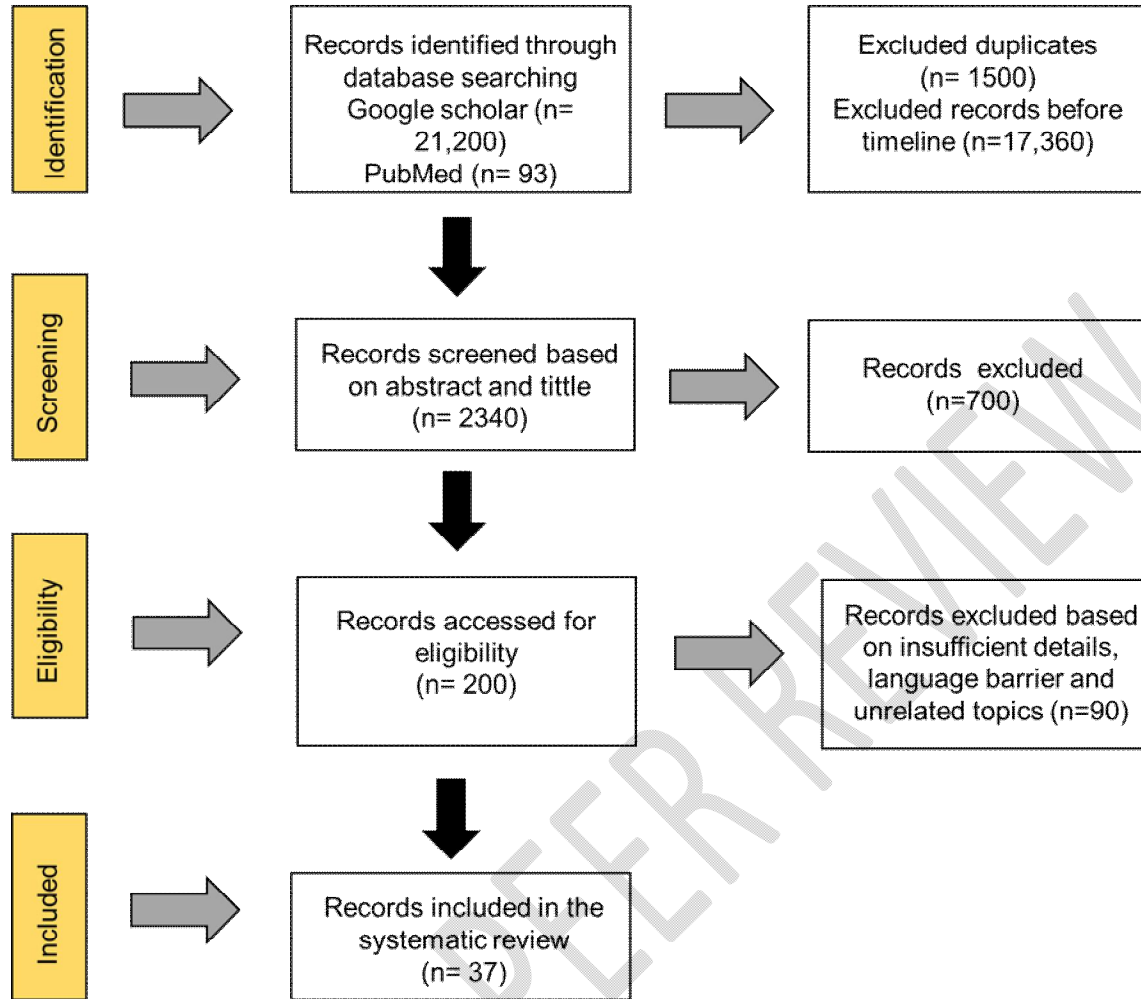 Identification
Records identified through
database searching
Google scholar (n=
21,200)
PubMed (n= 93)
Excluded duplicates
(n= 1500)
Excluded records before
timeline (n=17,360)
Screening
Records screened based
on abstract and tittle
(n= 2340)
Records excluded
(n=700)
Eligibility
Records accessed for
eligibility
(n= 200)
Records excluded based
on insufficient details,
language barrier and
unrelated topics (n=90)
Included
Records included in the
systematic review
(n= 37)
PEER REVIEW